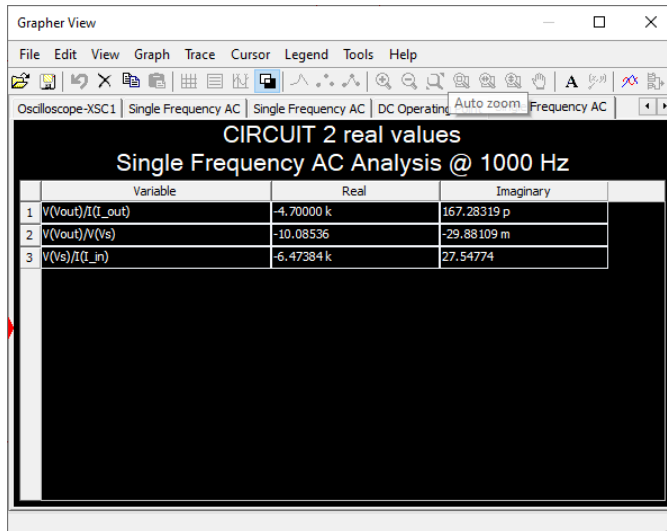 Grapher View
File Edit View Graph Trace Cursor Legend Tools Help
A
Oscilloscope-XSC1 Single Frequency AC Single Frequency AC DC Operating Auto zoom Frequency AC
CIRCUIT 2 real values
Single Frequency AC Analysis @ 1000 Hz
Variable Real Imaginary
1 V(Vout)/I(I_out) -4.70000 k 167.28319 p
2 V(Vout)/V(Vs) -10.08536 -29.88109 m
3 V(Vs)/I(I_in) -6.47384 k 27.54774